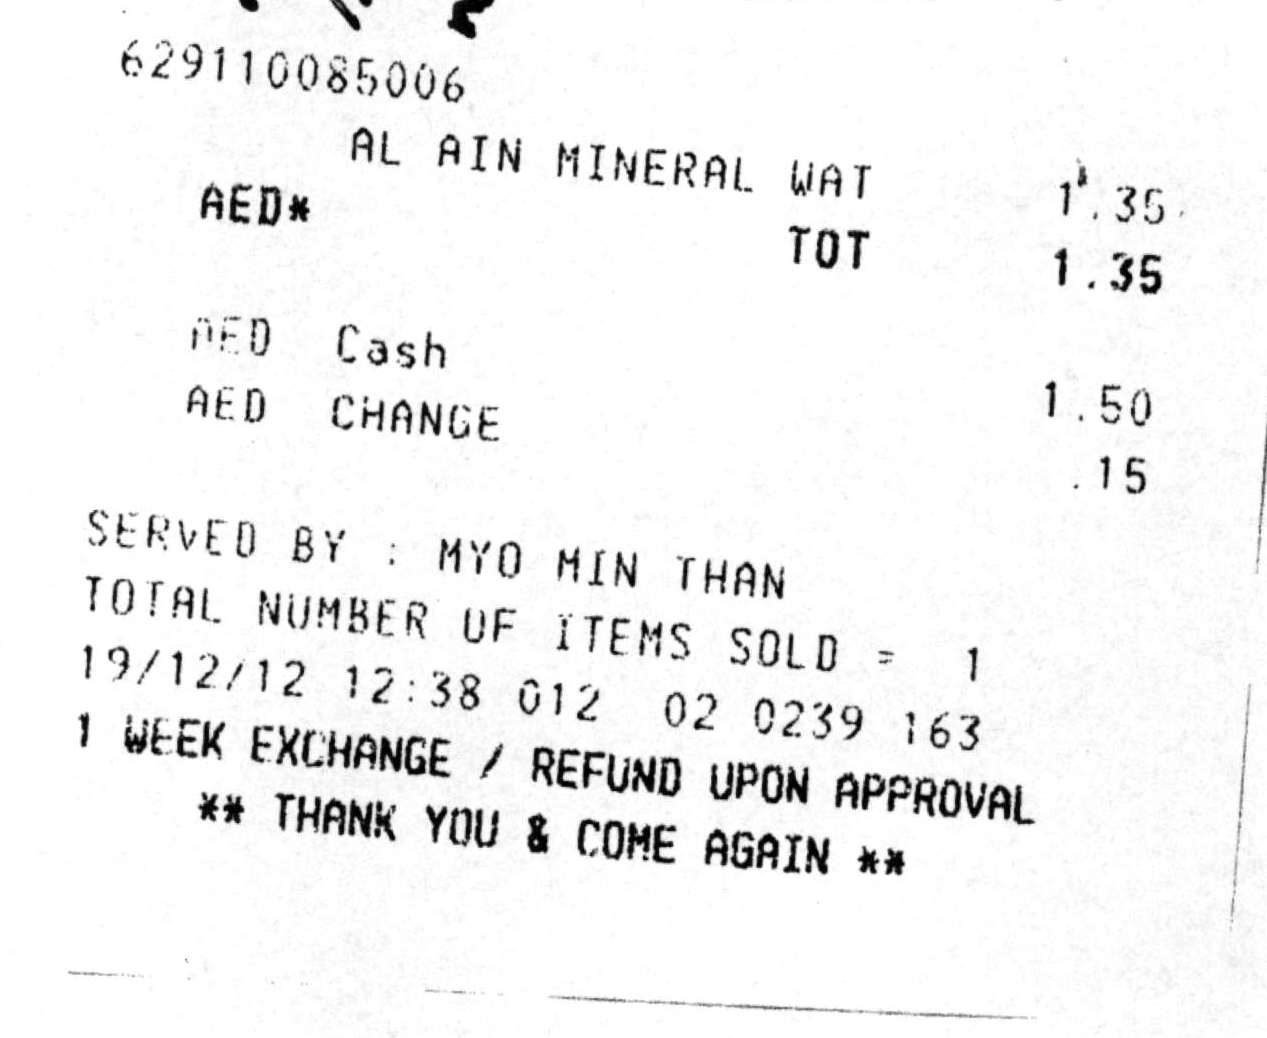 629110085006
AL AIN MINERAL WAT 1.35
AED* TOT 1.35
AED Cash 1.50
AED CHANGE .15
SERVED BY : MYO MIN THAN
TOTAL NUMBER OF ITEMS SOLD = 1
19/12/12 12:38 012 02 0239 163
1 WEEK EXCHANGE / REFUND UPON APPROVAL
** THANK YOU & COME AGAIN **